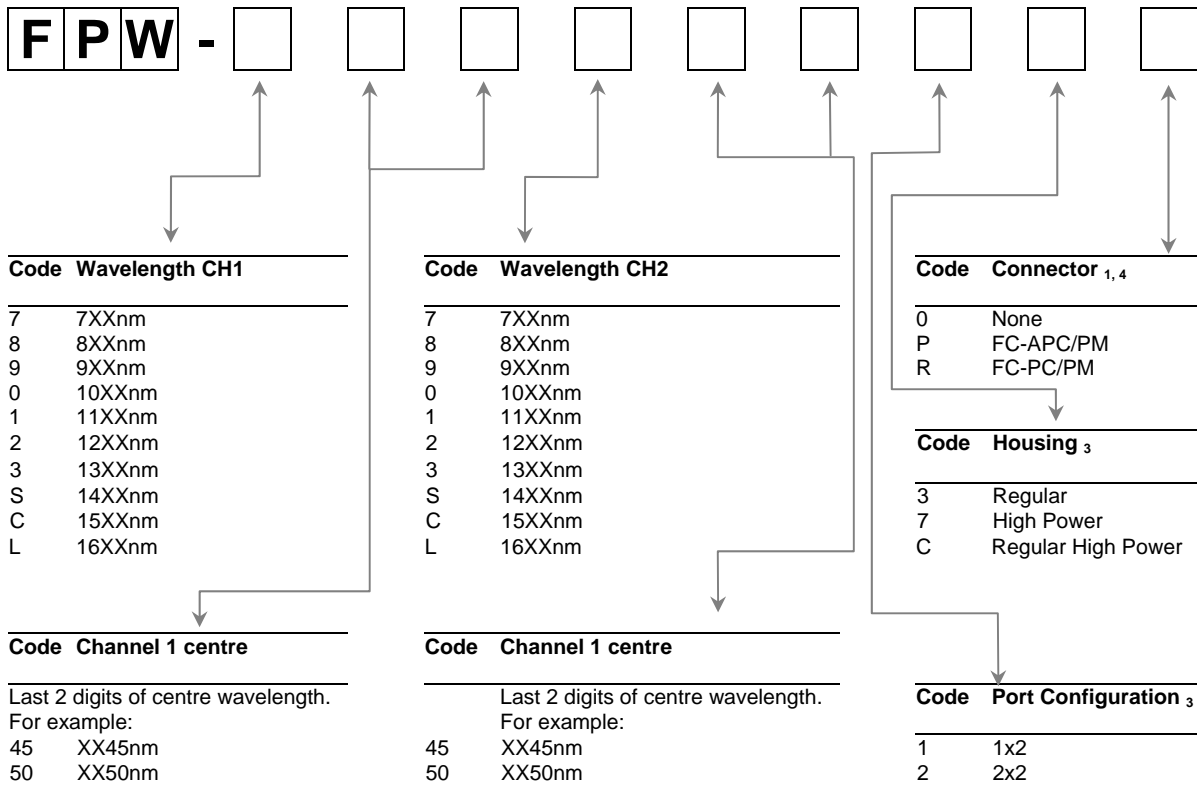 FPW -
Code Wavelength CH1
7 7XXnm
8 8XXnm
9 9XXnm
0 10XXnm
1 11XXnm
2 12XXnm
3 13XXnm
S 14XXnm
C 15XXnm
L 16XXnm
Code Channel 1 centre
Last 2 digits of centre wavelength.
For example:
45 XX45nm
50 XX50nm
Code Wavelength CH2
7 7XXnm
8 8XXnm
9 9XXnm
0 10XXnm
1 11XXnm
2 12XXnm
3 13XXnm
S 14XXnm
C 15XXnm
L 16XXnm
Code Channel 1 centre
Last 2 digits of centre wavelength.
For example:
45 XX45nm
50 XX50nm
Code Connector 1, 4
0 None
P FC-APC/PM
R FC-PC/PM
Code Housing 3
3 Regular
7 High Power
C Regular High Power
Code Port Configuration 3
1 1x2
2 2x2